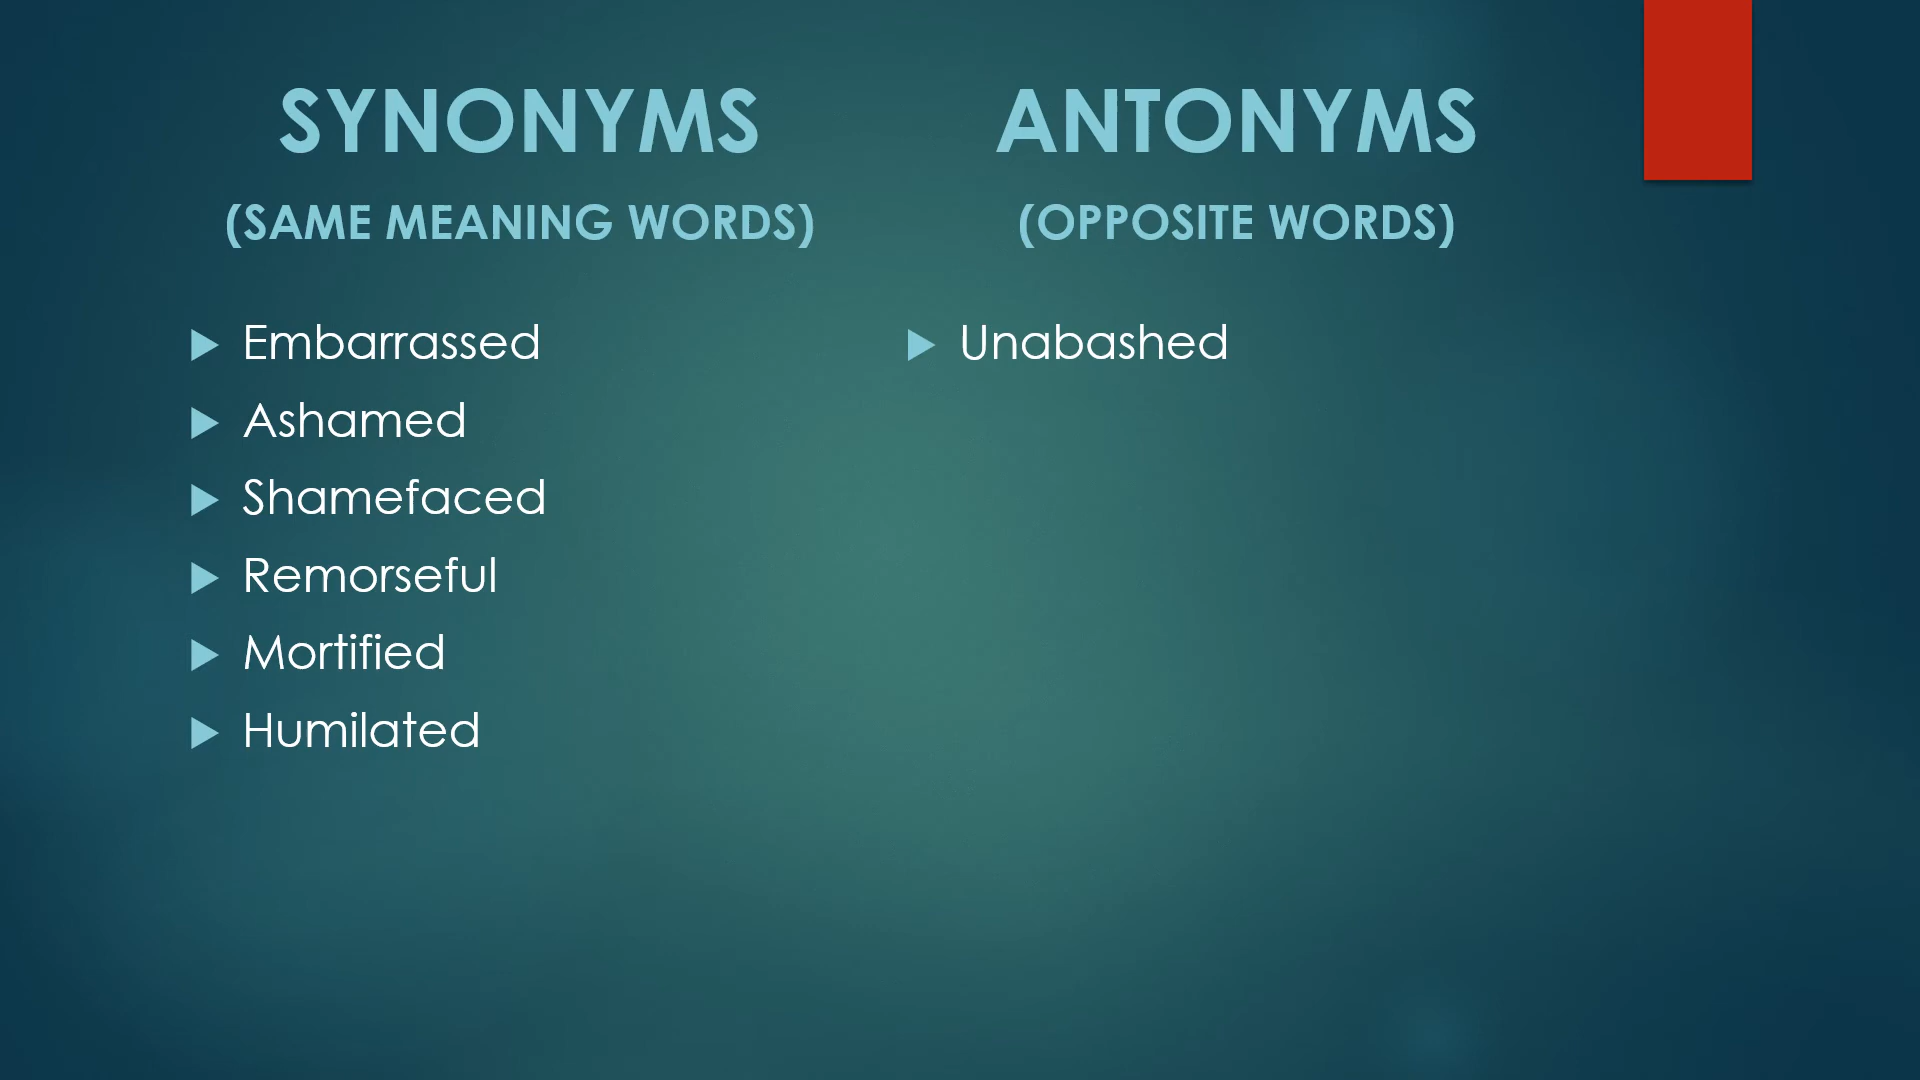 SYNONYMS
(SAME MEANING WORDS)
Embarrassed
Ashamed
Shamefaced
Remorseful
Mortified
Humilated
ANTONYMS
(OPPOSITE WORDS)
Unabashed